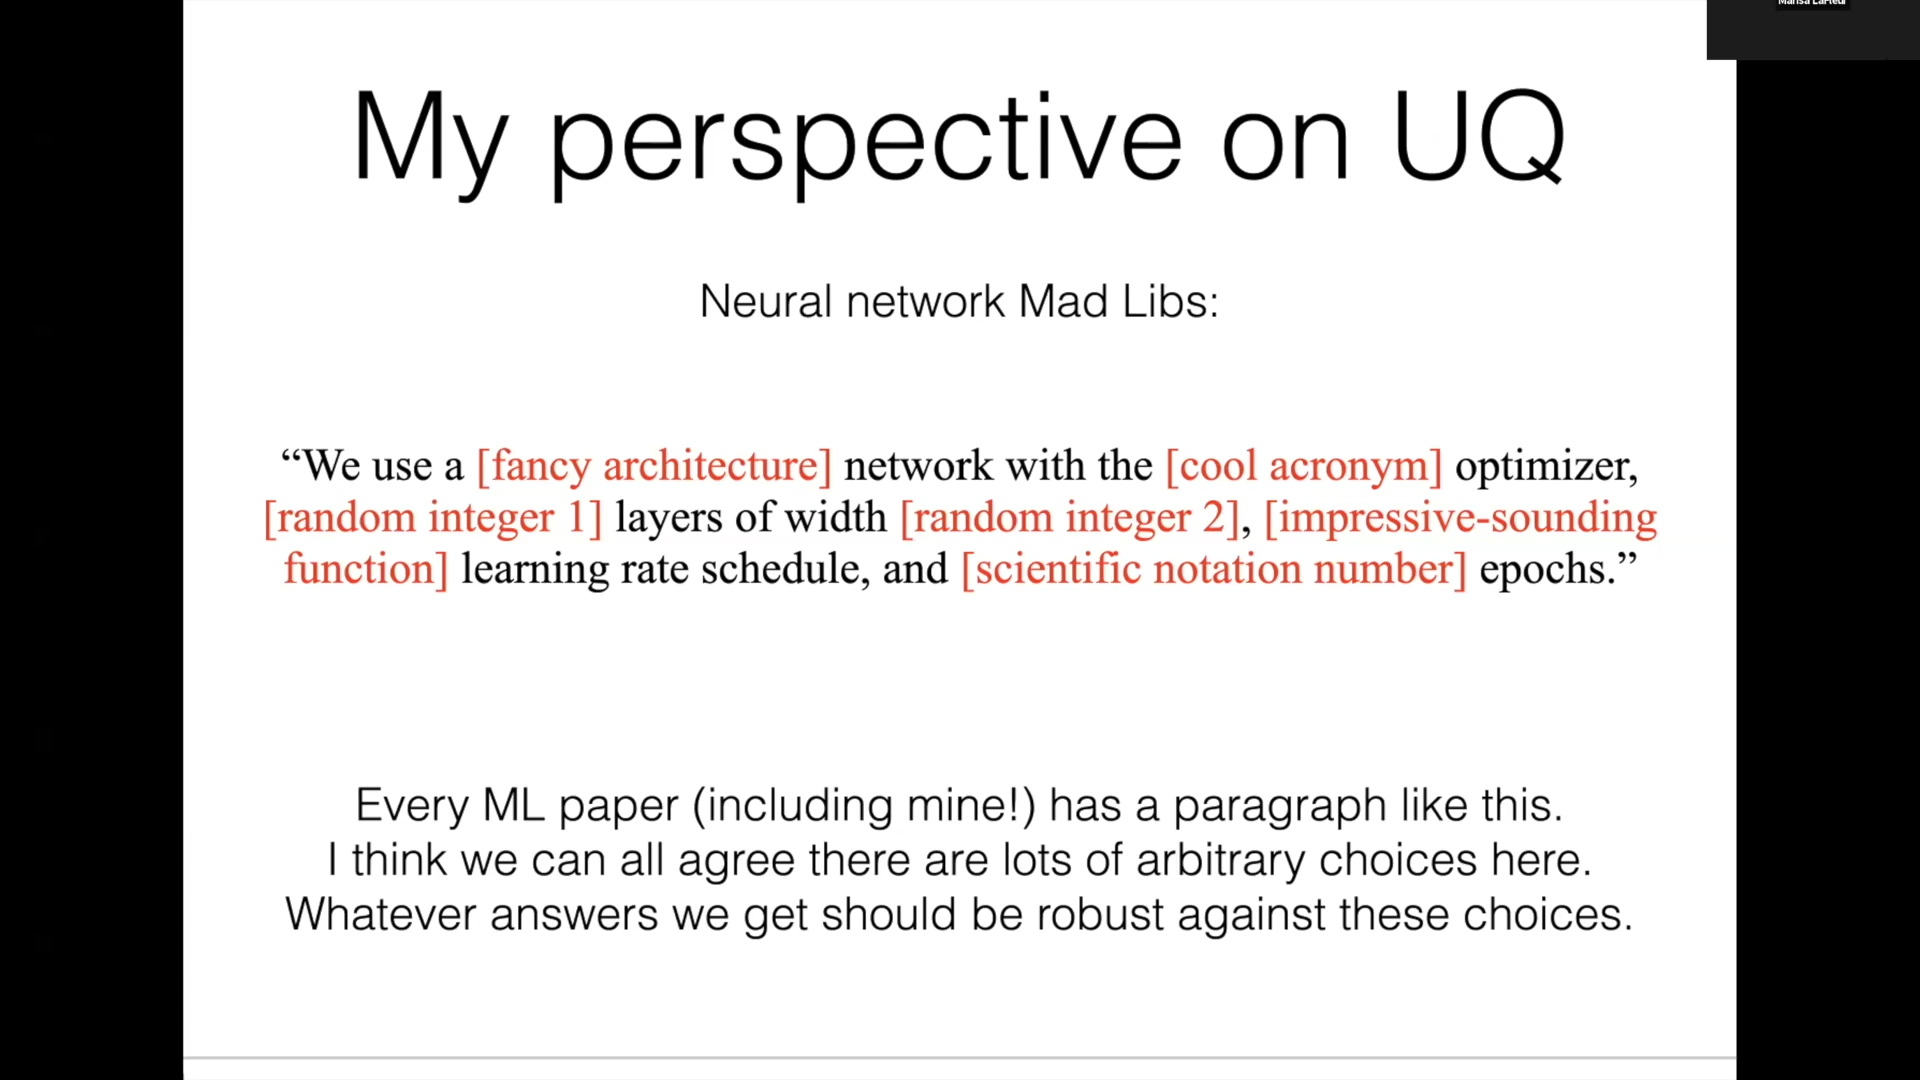 My perspective on UQ
Neural network Mad Libs:
“We use a [fancy architecture] network with the [cool acronym] optimizer,
[random integer 1] layers of width [random integer 2], [impressive-sounding
function] learning rate schedule, and [scientific notation number] epochs.”
Every ML paper (including mine!) has a paragraph like this.
I think we can all agree there are lots of arbitrary choices here.
Whatever answers we get should be robust against these choices.